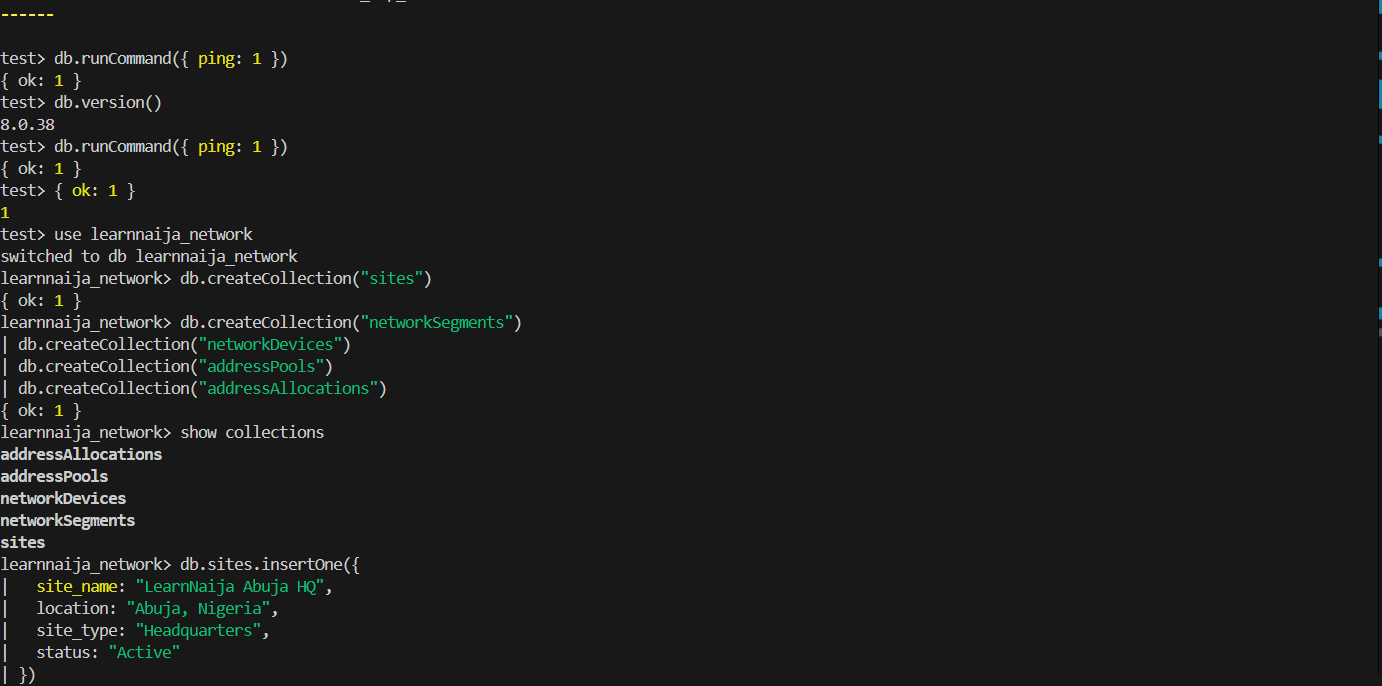 ------
test> db.runCommand({ ping: 1 })
{ ok: 1 }
test> db.version()
8.0.38
test> db.runCommand({ ping: 1 })
{ ok: 1 }
test> { ok: 1 }
1
test> use learnnaija_network
switched to db learnnaija_network
learnnaija_network> db.createCollection("sites")
{ ok: 1 }
learnnaija_network> db.createCollection("networkSegments")
| db.createCollection("networkDevices")
| db.createCollection("addressPools")
| db.createCollection("addressAllocations")
{ ok: 1 }
learnnaija_network> show collections
addressAllocations
addressPools
networkDevices
networkSegments
sites
learnnaija_network> db.sites.insertOne({
|   site_name: "LearnNaija Abuja HQ",
|   location: "Abuja, Nigeria",
|   site_type: "Headquarters",
|   status: "Active"
| })